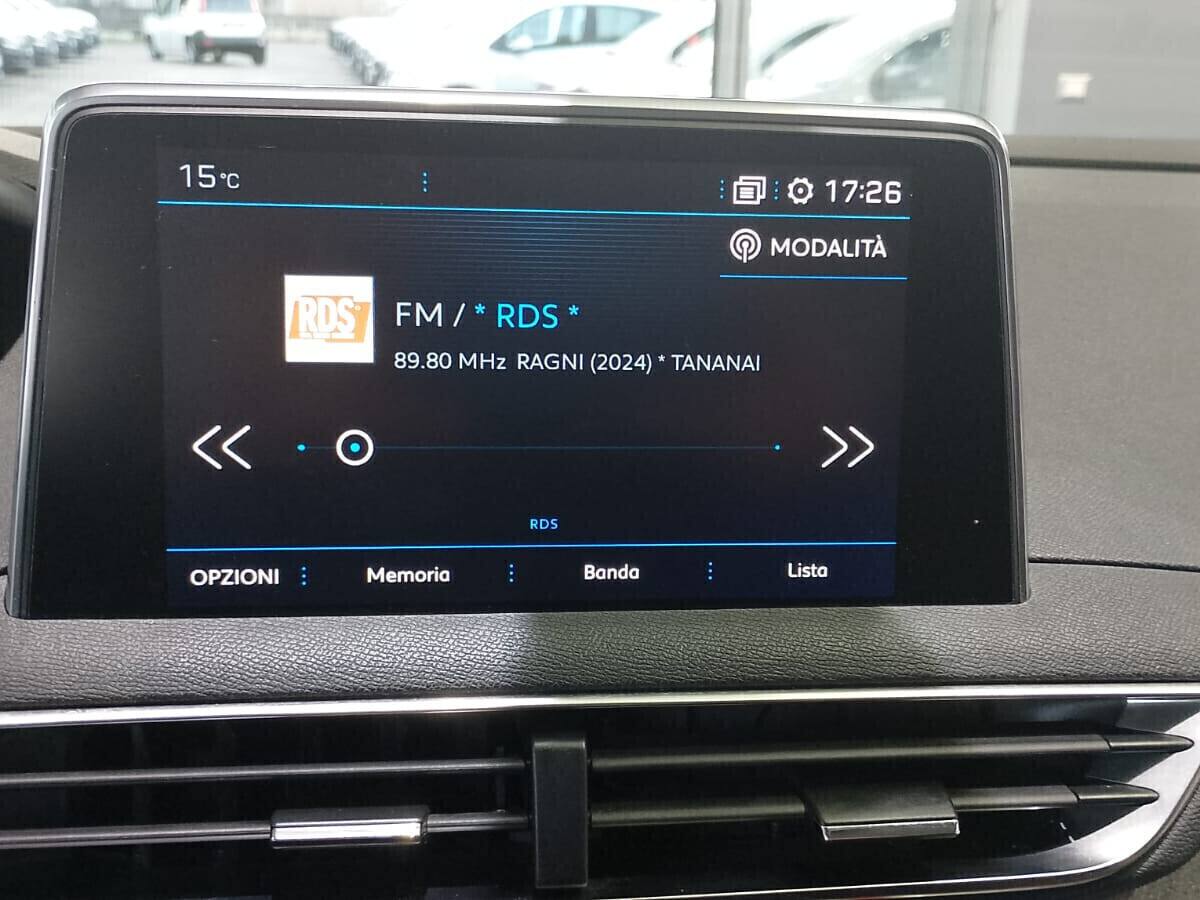 15°C
17:26
MODALITÀ
RDS
FM / * RDS *
89.80 MHz RAGNI (2024) * TANANAI
RDS
OPZIONI Memoria Banda Lista